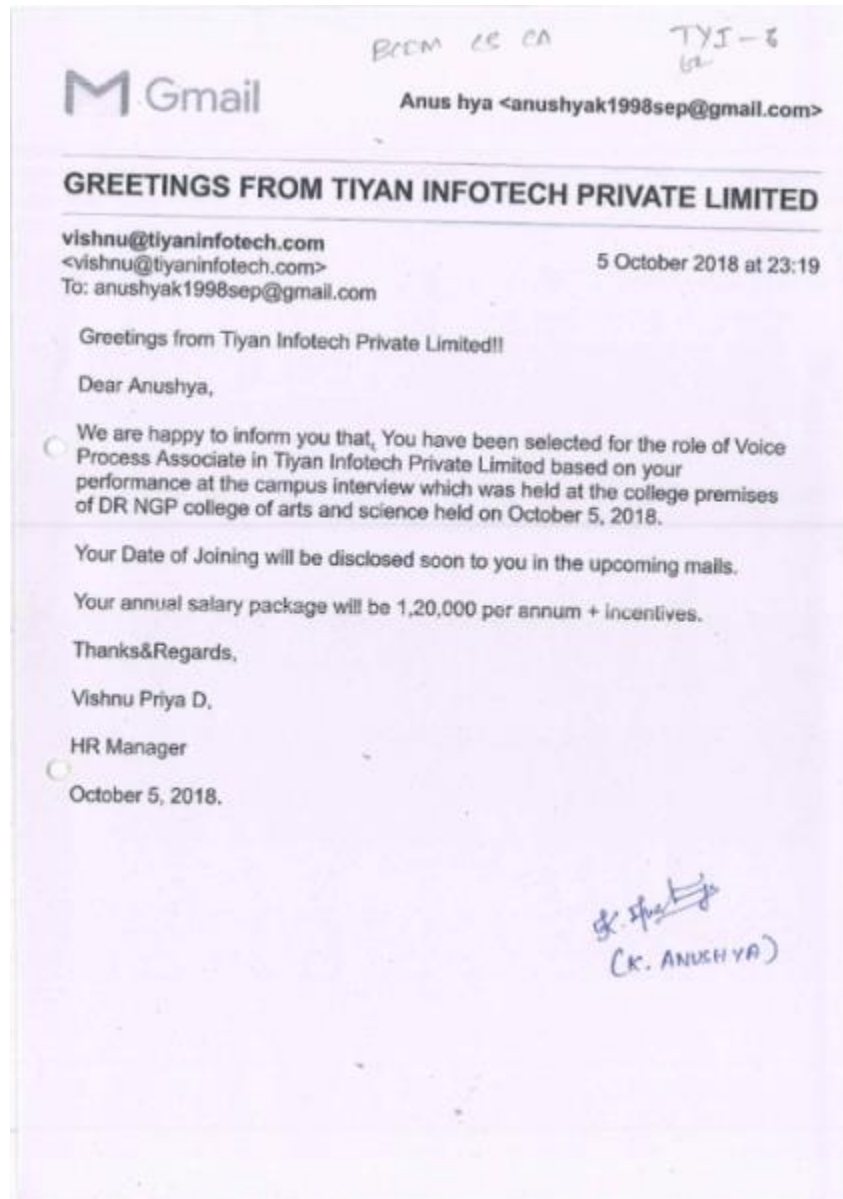 BCOM CS CA
TYI -
Gmail
Anus hya <anushyak1998sep@gmail.com>
GREETINGS FROM TIYAN INFOTECH PRIVATE LIMITED
vishnu@tiyaninfotech.com
<vishnu@tiyaninfotech.com>
5 October 2018 at 23:19
To: anushyak1998sep@gmail.com
Greetings from Tiyan Infotech Private Limited!!
Dear Anushya,
We are happy to inform you that, You have been selected for the role of Voice
Process Associate in Tiyan Infotech Private Limited based on your
performance at the campus interview which was held at the college premises
of DR NGP college of arts and science held on October 5, 2018.
Your Date of Joining will be disclosed soon to you in the upcoming mails.
Your annual salary package will be 1,20,000 per annum + incentives.
Thanks&Regards,
Vishnu Priya D,
HR Manager
October 5, 2018.
(K. ANUSHYA)